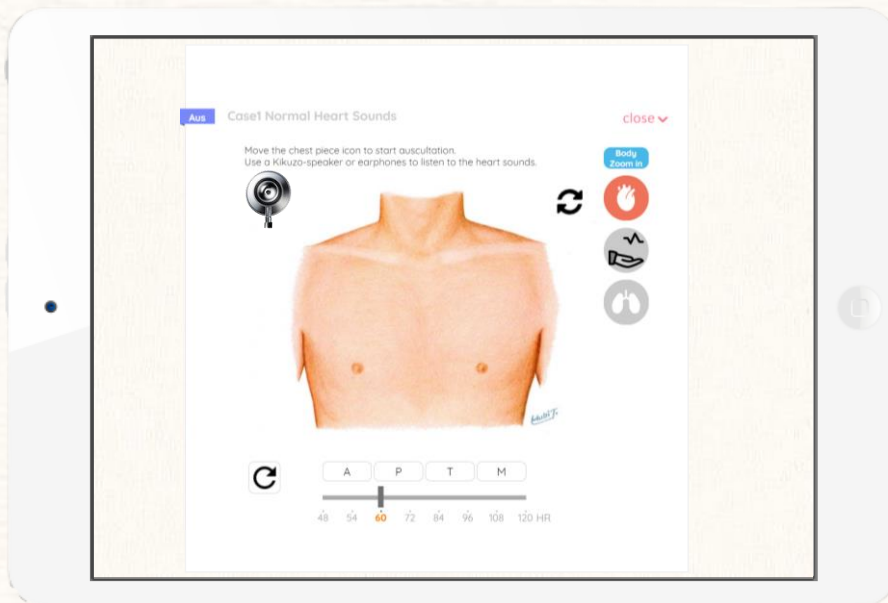 Aus
Case1 Normal Heart Sounds
close
Move the chest piece icon to start auscultation.
Use a Kikuzo-speaker or earphones to listen to the heart sounds.
Body
Zoom in
A P T M
48 54 60 72 84 96 108 120 HR